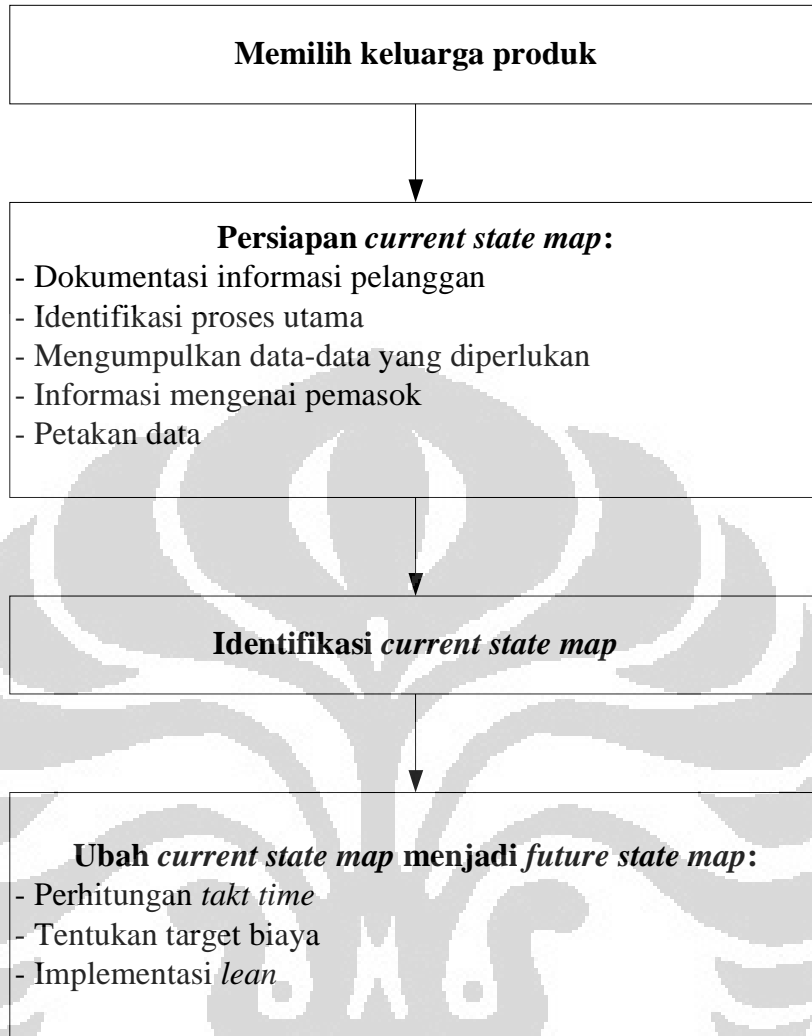 Memilih keluarga produk
Persiapan current state map:
- Dokumentasi informasi pelanggan
- Identifikasi proses utama
- Mengumpulkan data-data yang diperlukan
- Informasi mengenai pemasok
- Petakan data
Identifikasi current state map
Ubah current state map menjadi future state map:
- Perhitungan takt time
- Tentukan target biaya
- Implementasi lean